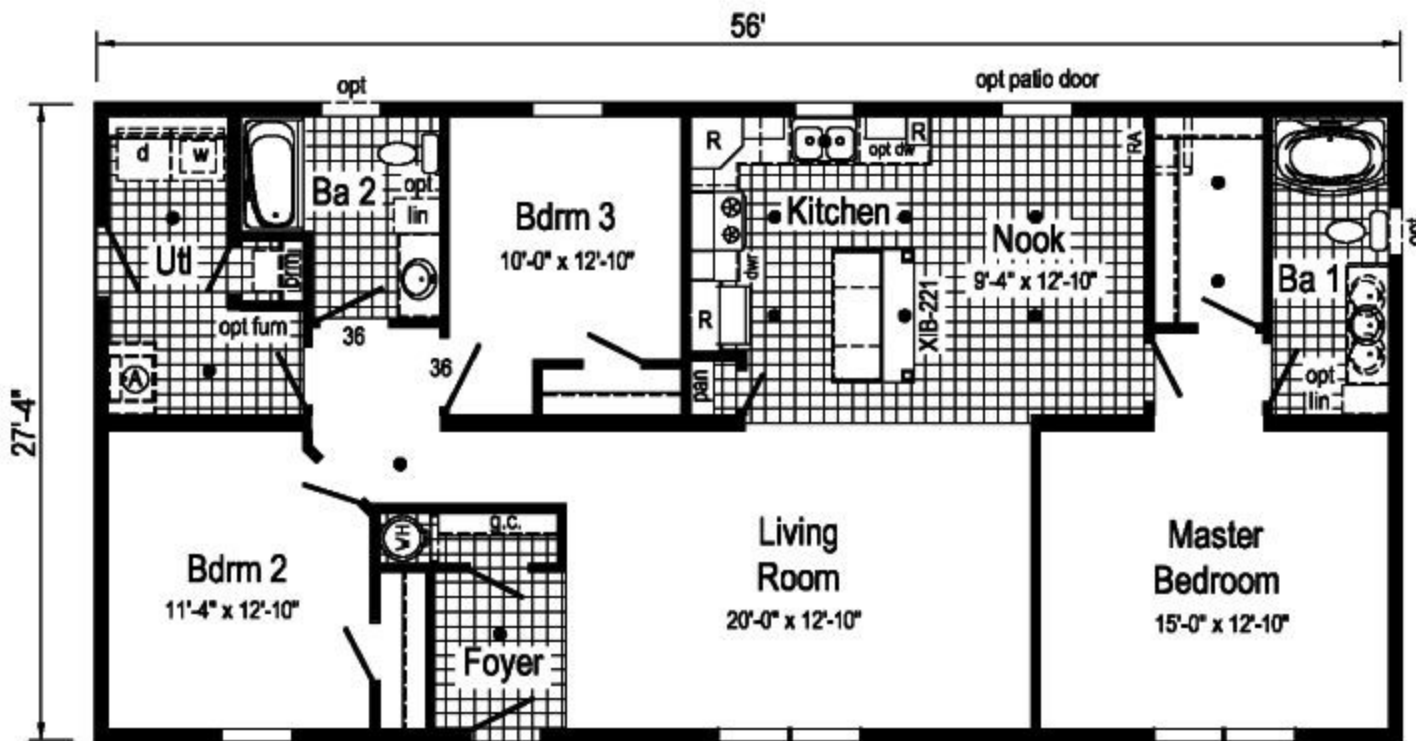 56'
opt
opt patio door
27'-4"
d
w
Utl
Ba 2
opt
lin
drm
opt furn
36
36
A
Bdrm 3
10'-0" x 12'-10"
R
R
opt dw
Kitchen
dwr
R
XIB-221
pan
Nook
9'-4" x 12'-10"
RA
opt
Ba 1
opt
lin
Bdrm 2
11'-4" x 12'-10"
WH
g.c.
Foyer
Living
Room
20'-0" x 12'-10"
Master
Bedroom
15'-0" x 12'-10"